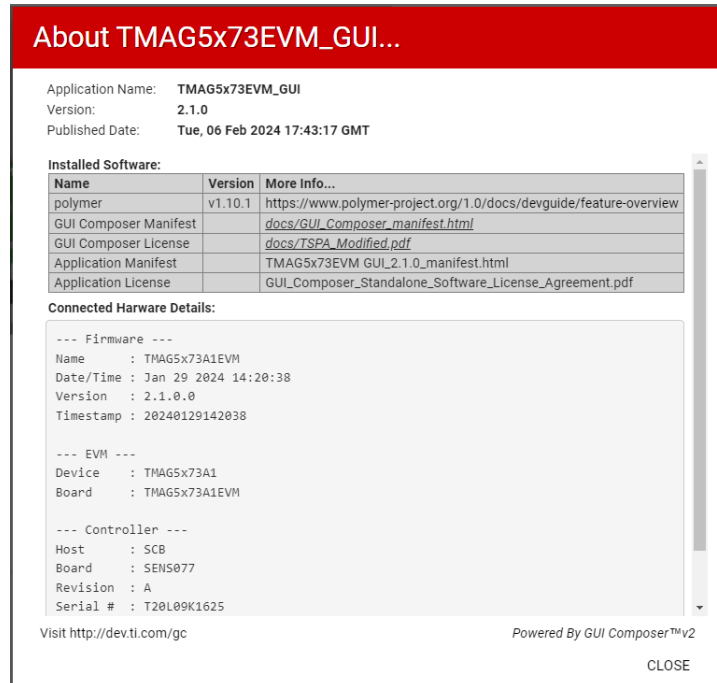 About TMAG5x73EVM_GUI...
Application Name: TMAG5x73EVM_GUI
Version: 2.1.0
Published Date: Tue, 06 Feb 2024 17:43:17 GMT
Installed Software:
Name Version More Info...
polymer v1.10.1 https://www.polymer-project.org/1.0/docs/devguide/feature-overview
GUI Composer Manifest docs/GUI_Composer_manifest.html
GUI Composer License docs/TSPA_Modified.pdf
Application Manifest TMAG5x73EVM GUI_2.1.0_manifest.html
Application License GUI_Composer_Standalone_Software_License_Agreement.pdf
Connected Harware Details:
--- Firmware ---
Name : TMAG5x73A1EVM
Date/Time : Jan 29 2024 14:20:38
Version : 2.1.0.0
Timestamp : 20240129142038
--- EVM ---
Device : TMAG5x73A1
Board : TMAG5x73A1EVM
--- Controller ---
Host : SCB
Board : SENS077
Revision : A
Serial # : T20L09K1625
Visit http://dev.ti.com/gc Powered By GUI Composer™v2
CLOSE